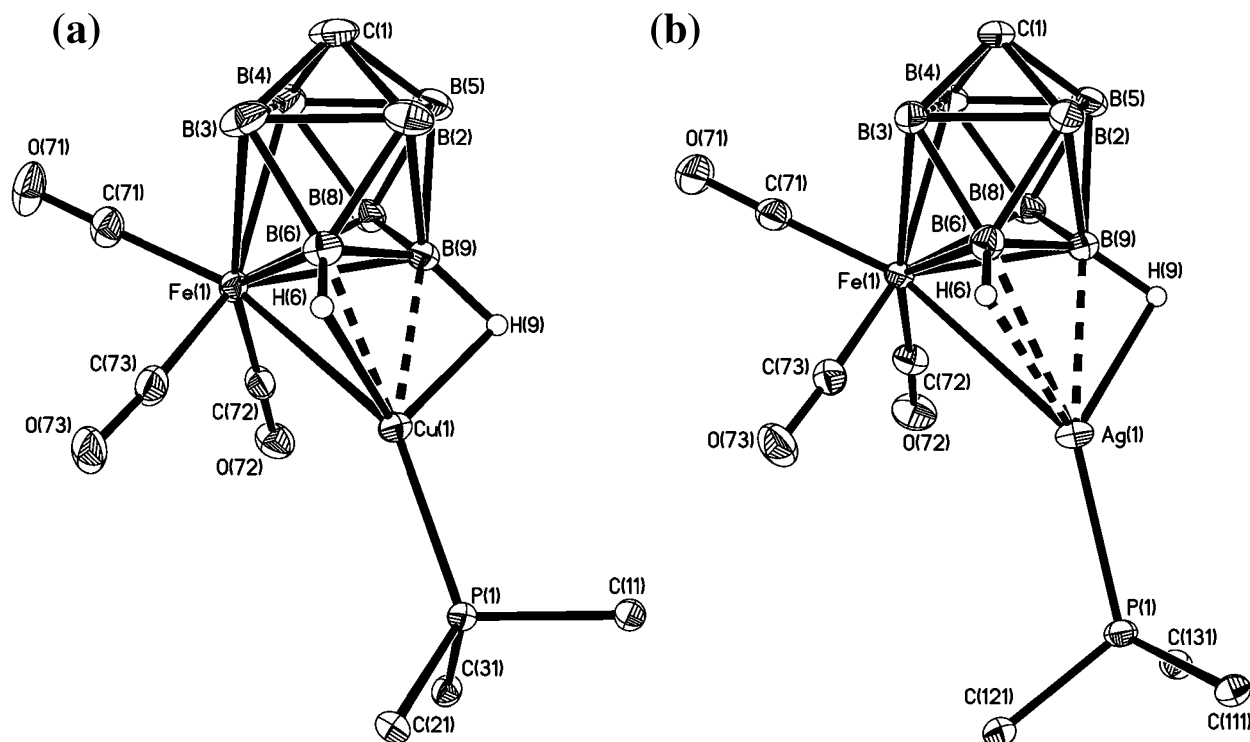 (a)
C(1)
B(4)
B(5)
B(3)
B(2)
O(71)
C(71)
B(8)
B(6)
B(9)
Fe(1)
H(6)
H(9)
C(73)
C(72)
Cu(1)
O(73)
O(72)
P(1)
C(11)
C(31)
C(21)
(b)
C(1)
B(4)
B(5)
B(3)
B(2)
O(71)
C(71)
B(8)
B(6)
B(9)
Fe(1)
H(6)
H(9)
C(73)
C(72)
O(73)
O(72)
Ag(1)
P(1)
C(131)
C(121)
C(111)